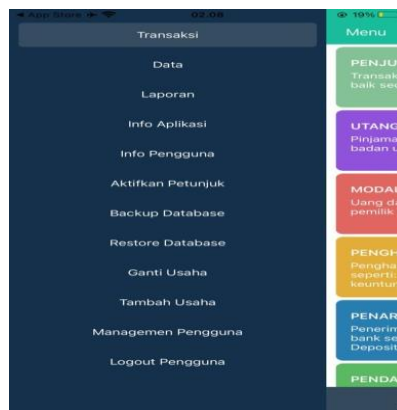 App Store
02.08
19%
Transaksi
Data
Laporan
Info Aplikasi
Info Pengguna
Aktifkan Petunjuk
Backup Database
Restore Database
Ganti Usaha
Tambah Usaha
Managemen Pengguna
Logout Pengguna
Menu
PENJU
Transak
baik sec
UTANG
Pinjama
badan u
MODAL
Uang da
pemilik
PENGH
Pengha
seperti:
keuntun
PENAR
Penerim
bank se
Deposit
PENDA